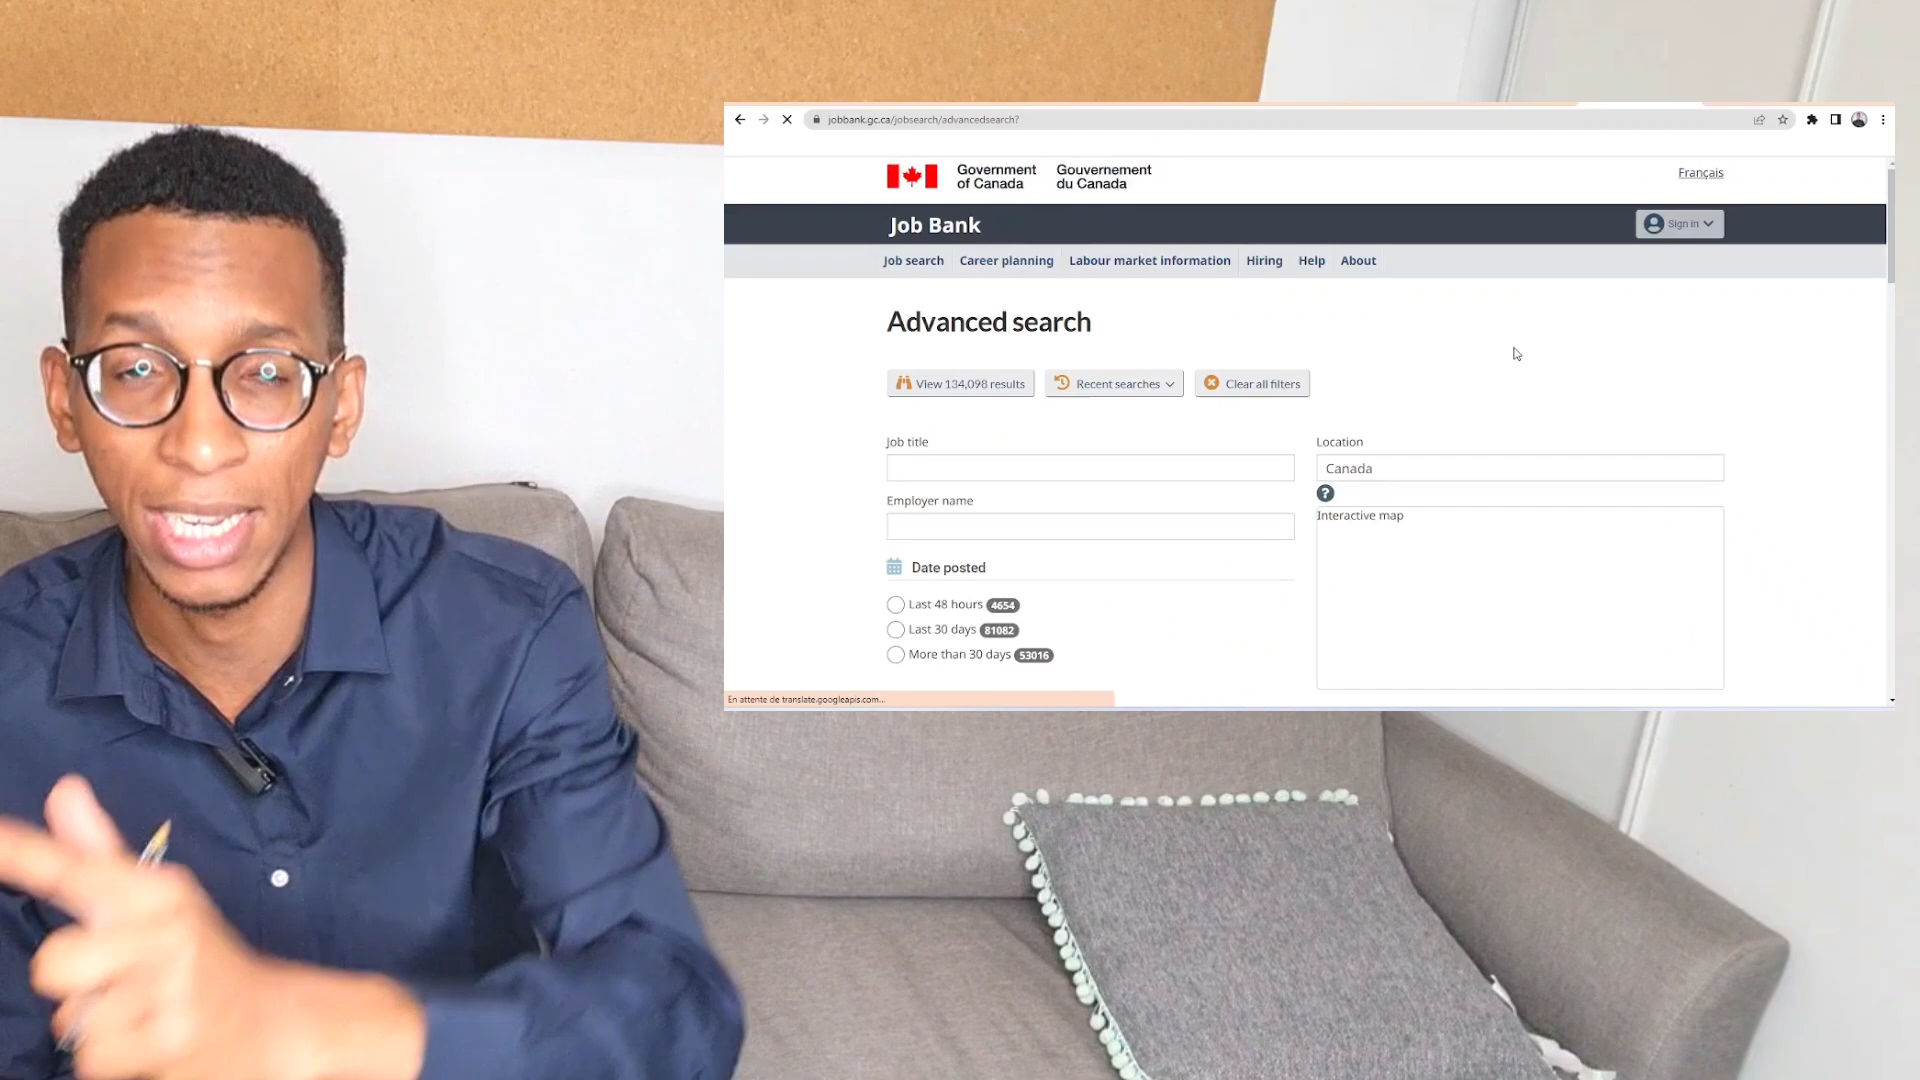 jobbank.gc.ca/jobsearch/advancedsearch?
Government of Canada
Gouvernement du Canada
Français
Job Bank
Sign in
Job search
Career planning
Labour market information
Hiring
Help
About
Advanced search
View 134,098 results
Recent searches
Clear all filters
Job title
Location
Canada
Employer name
?
Interactive map
Date posted
Last 48 hours 4654
Last 30 days 81082
More than 30 days 53016
En attente de translate.googleapis.com...